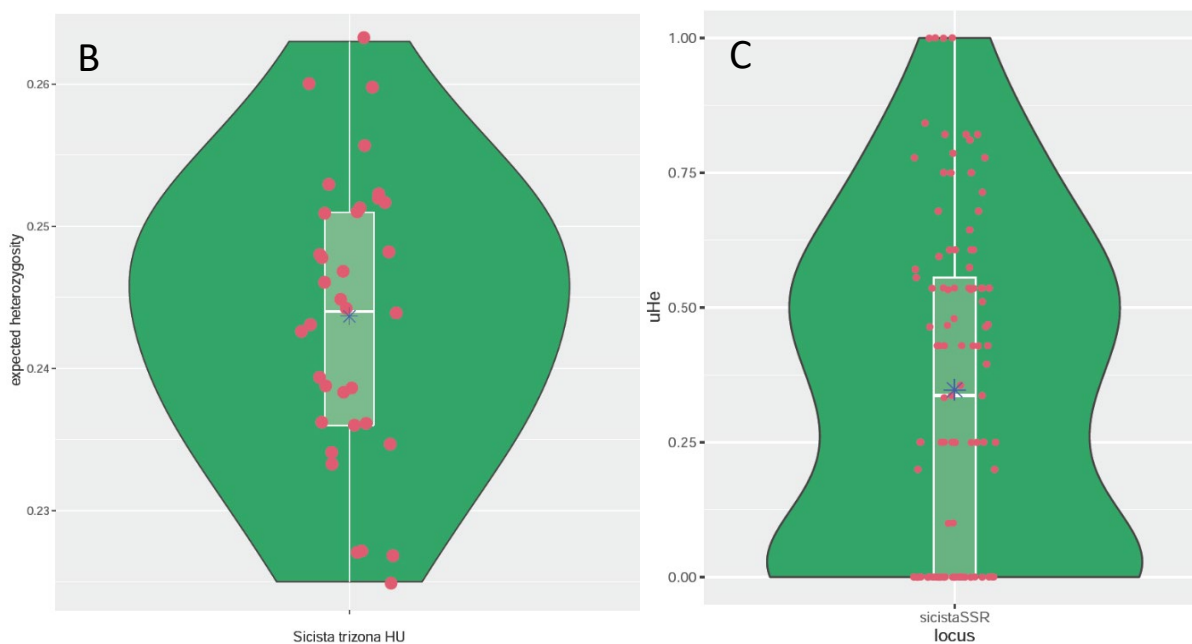 B
expected heterozygosity
0.26
0.25
0.24
0.23
Sicista trizona HU
C
uHe
1.00
0.75
0.50
0.25
0.00
sicistaSSR
locus